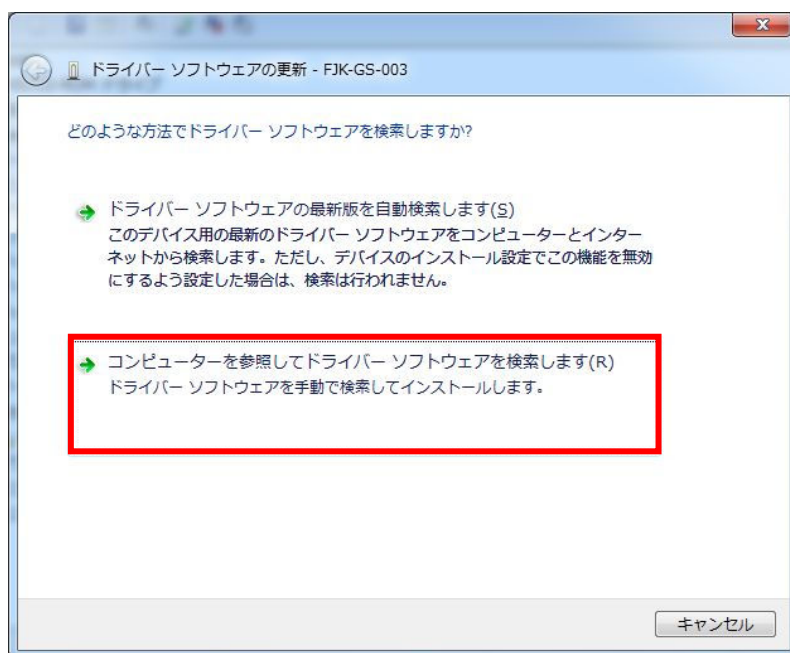 ドライバー ソフトウェアの更新 - FJK-GS-003
どのような方法でドライバー ソフトウェアを検索しますか?
ドライバー ソフトウェアの最新版を自動検索します(S)
このデバイス用の最新のドライバー ソフトウェアをコンピューターとインター
ネットから検索します。ただし、デバイスのインストール設定でこの機能を無効
にするよう設定した場合は、検索は行われません。
コンピューターを参照してドライバー ソフトウェアを検索します(R)
ドライバー ソフトウェアを手動で検索してインストールします。
キャンセル